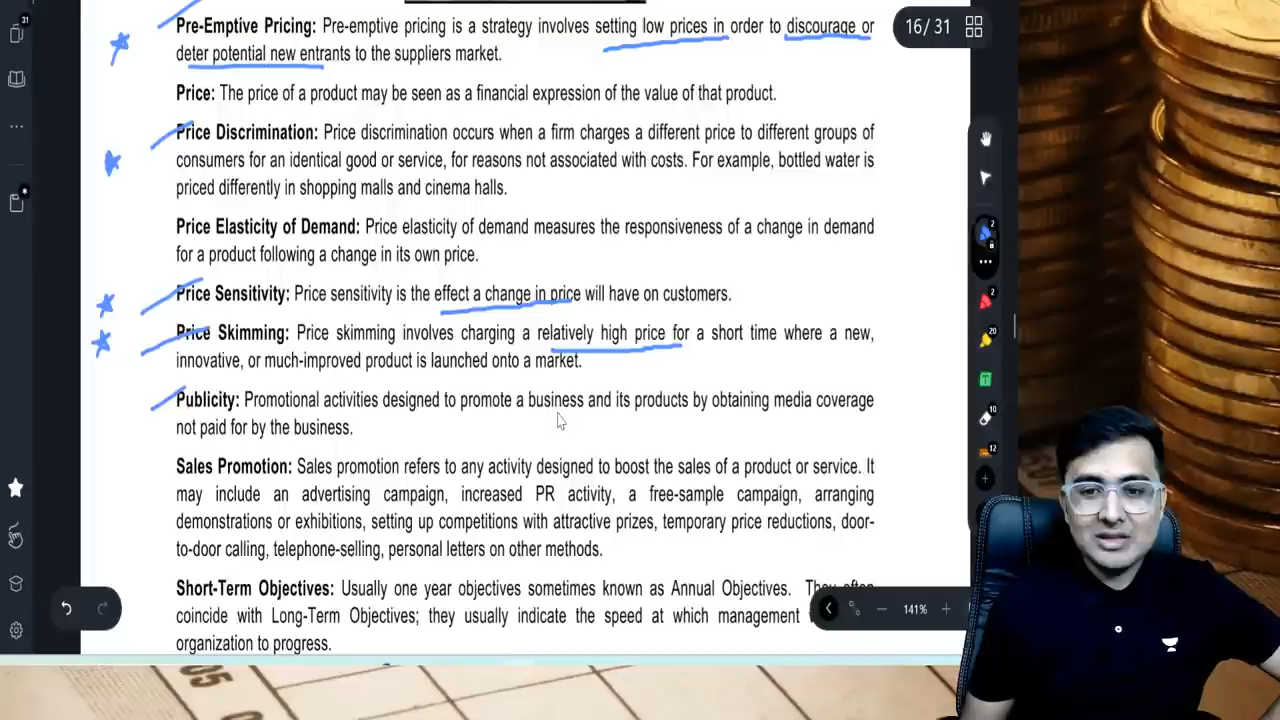 Pre-Emptive Pricing: Pre-emptive pricing is a strategy involves setting low prices in order to discourage or
deter potential new entrants to the suppliers market.
Price: The price of a product may be seen as a financial expression of the value of that product.
Price Discrimination: Price discrimination occurs when a firm charges a different price to different groups of
consumers for an identical good or service, for reasons not associated with costs. For example, bottled water is
priced differently in shopping malls and cinema halls.
Price Elasticity of Demand: Price elasticity of demand measures the responsiveness of a change in demand
for a product following a change in its own price.
Price Sensitivity: Price sensitivity is the effect a change in price will have on customers.
Price Skimming: Price skimming involves charging a relatively high price for a short time where a new,
innovative, or much-improved product is launched onto a market.
Publicity: Promotional activities designed to promote a business and its products by obtaining media coverage
not paid for by the business.
Sales Promotion: Sales promotion refers to any activity designed to boost the sales of a product or service. It
may include an advertising campaign, increased PR activity, a free-sample campaign, arranging
demonstrations or exhibitions, setting up competitions with attractive prizes, temporary price reductions, door-
to-door calling, telephone-selling, personal letters on other methods.
Short-Term Objectives: Usually one year objectives sometimes known as Annual Objectives. They often
coincide with Long-Term Objectives; they usually indicate the speed at which management
organization to progress.
16/31
31
2
2
20
T
10
12
141%
05